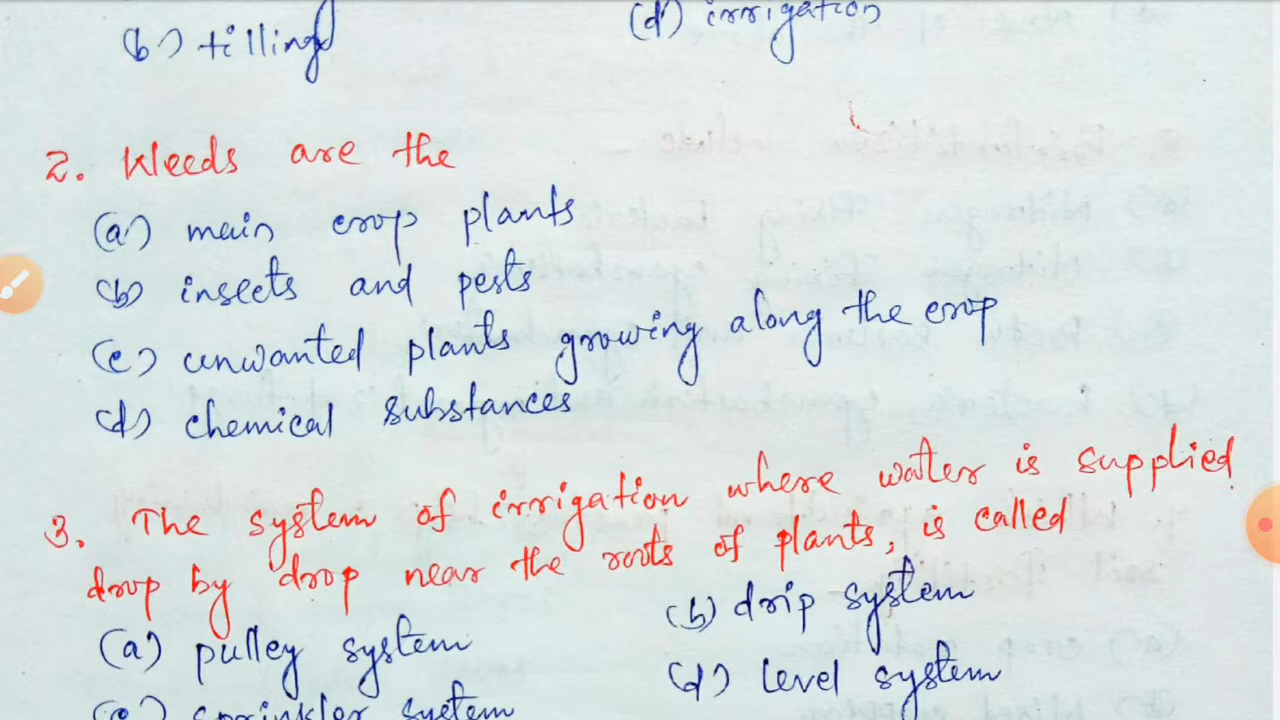 (b) tilling
(d) irrigation
2. Weeds are the
(a) main crop plants
(b) insects and pests
(c) unwanted plants growing along the crop
(d) chemical substances
3. The system of irrigation where water is supplied
drop by drop near the roots of plants, is called
(a) pulley system
(b) drip system
(c) sprinkler system
(d) level system